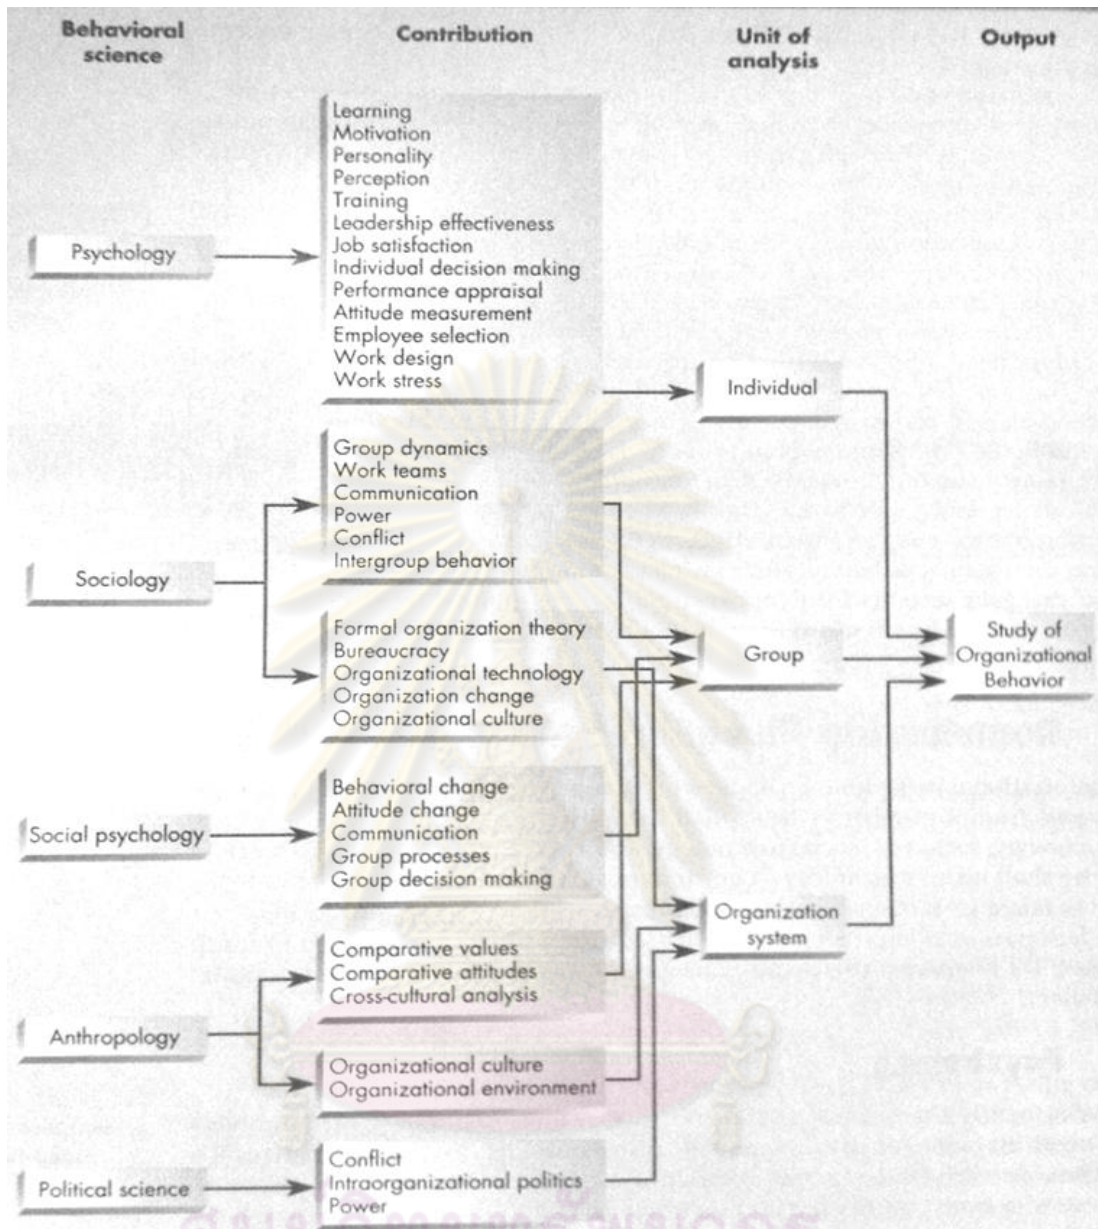 Behavioral
science
Contribution
Unit of
analysis
Output
Psychology
Learning
Motivation
Personality
Perception
Training
Leadership effectiveness
Job satisfaction
Individual decision making
Performance appraisal
Attitude measurement
Employee selection
Work design
Work stress
Individual
Sociology
Group dynamics
Work teams
Communication
Power
Conflict
Intergroup behavior
Formal organization theory
Bureaucracy
Organizational technology
Organization change
Organizational culture
Group
Study of
Organizational
Behavior
Social psychology
Behavioral change
Attitude change
Communication
Group processes
Group decision making
Organization
system
Anthropology
Comparative values
Comparative attitudes
Cross-cultural analysis
Organizational culture
Organizational environment
Political science
Conflict
Intraorganizational politics
Power